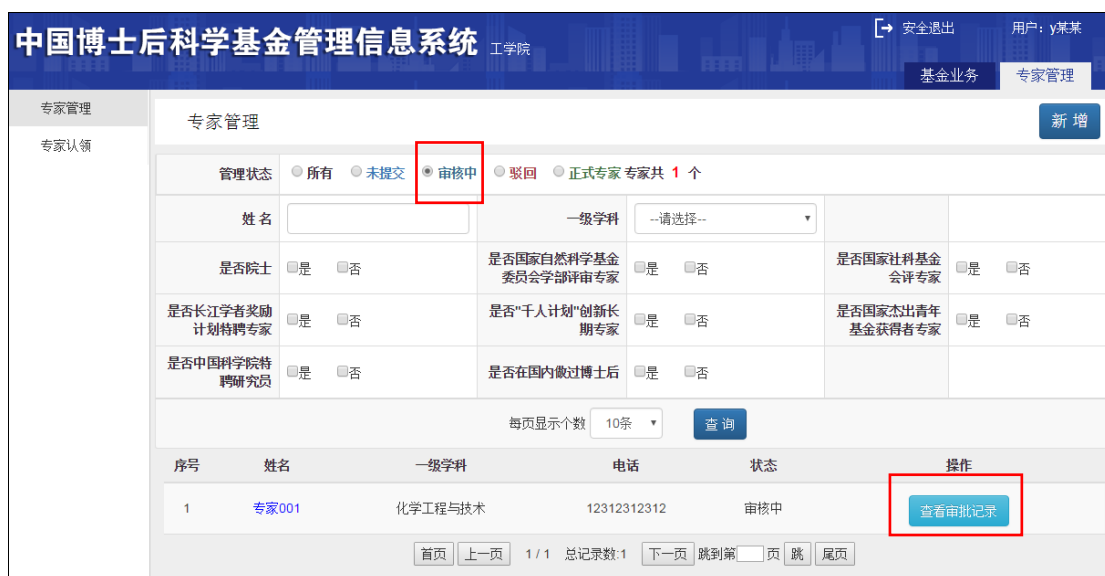 中国博士后科学基金管理信息系统 工学院
安全退出 用户：y某某
基金业务 专家管理
专家管理
专家认领
专家管理 新 增
管理状态 所有 未提交 审核中 驳回 正式专家 专家共 1 个
姓 名 一级学科 --请选择--
是否院士 是 否 是否国家自然科学基金委员会学部评审专家 是 否 是否国家社科基金会评专家 是 否
是否长江学者奖励计划特聘专家 是 否 是否"千人计划"创新长期专家 是 否 是否国家杰出青年基金获得者专家 是 否
是否中国科学院特聘研究员 是 否 是否在国内做过博士后 是 否
每页显示个数 10条 查 询
序号 姓名 一级学科 电话 状态 操作
1 专家001 化学工程与技术 12312312312 审核中 查看审批记录
首页 上一页 1 / 1 总记录数:1 下一页 跳到第 页 跳 尾页